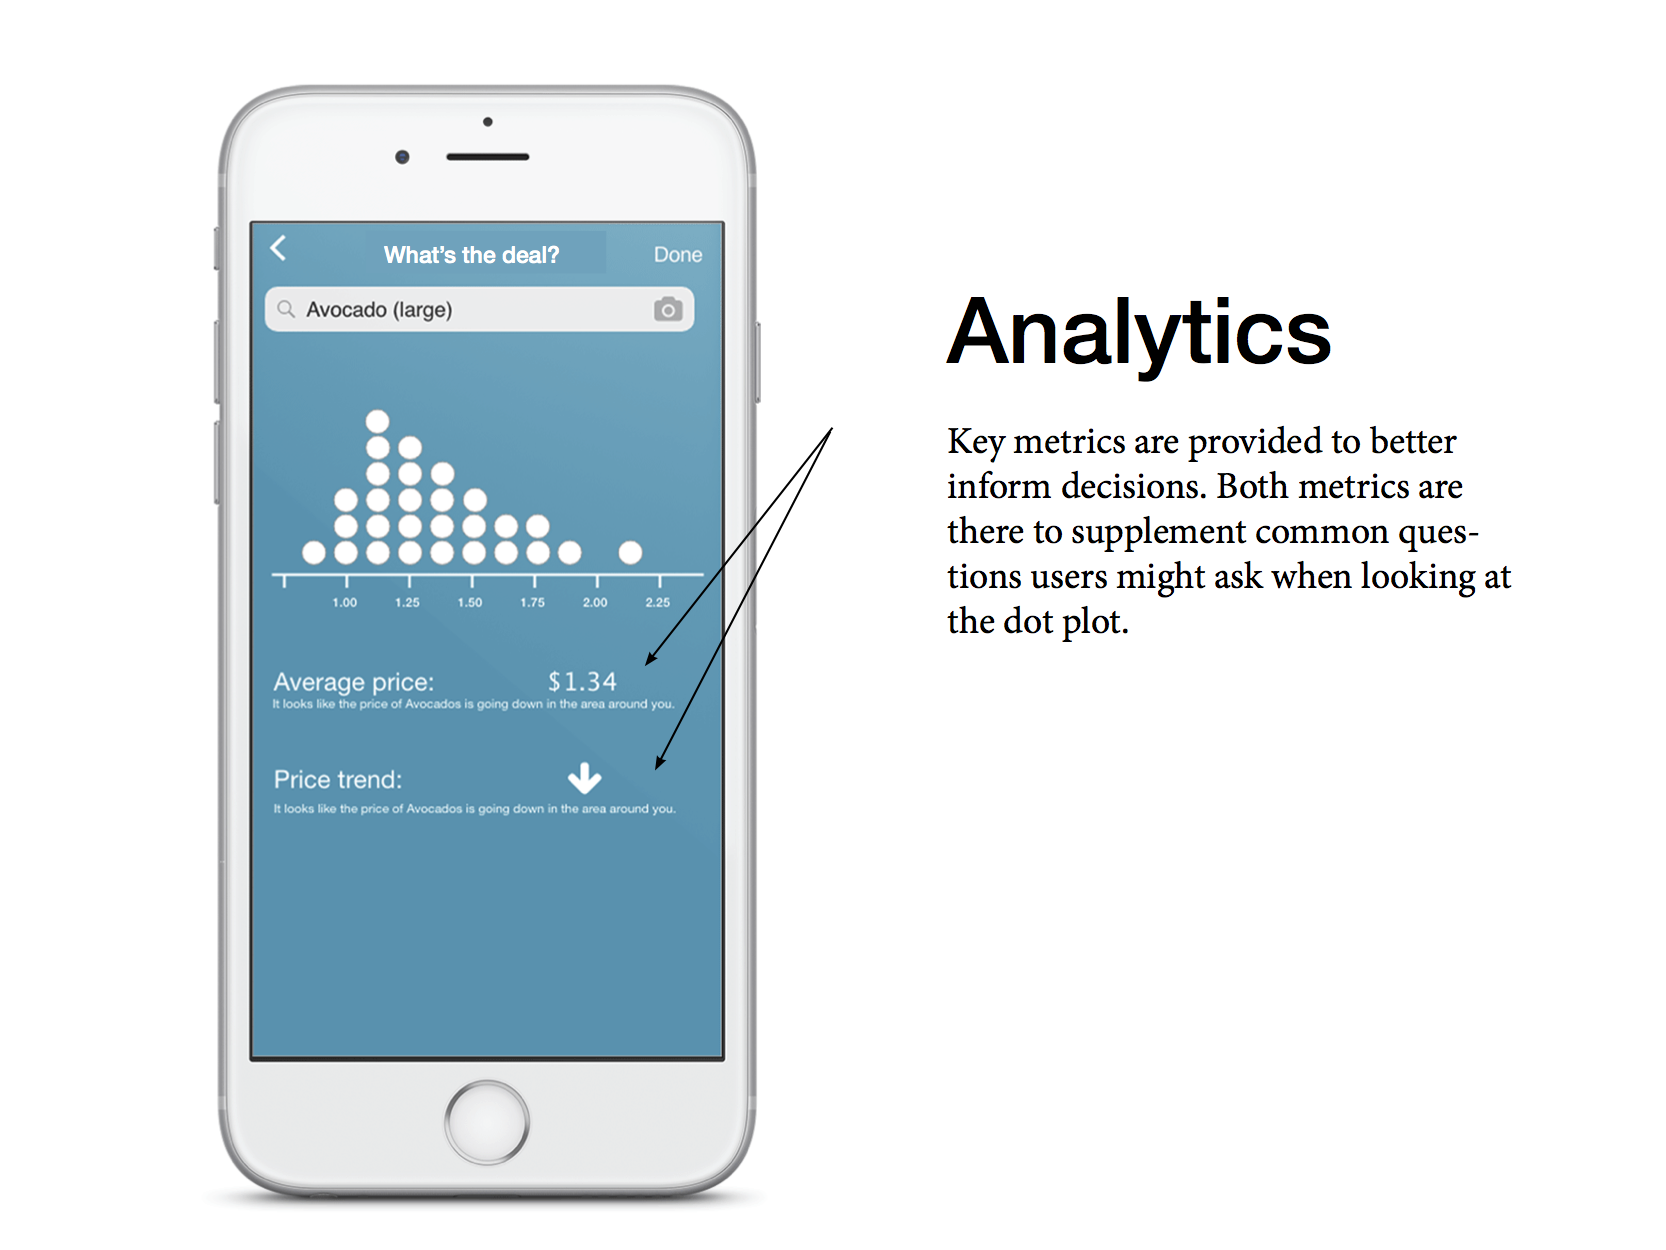 What's the deal?
Done
Avocado (large)
1.00 1.25 1.50 1.75 2.00 2.25
Average price: $1.34
It looks like the price of Avocados is going down in the area around you.
Price trend:
It looks like the price of Avocados is going down in the area around you.
Analytics
Key metrics are provided to better
inform decisions. Both metrics are
there to supplement common ques-
tions users might ask when looking at
the dot plot.